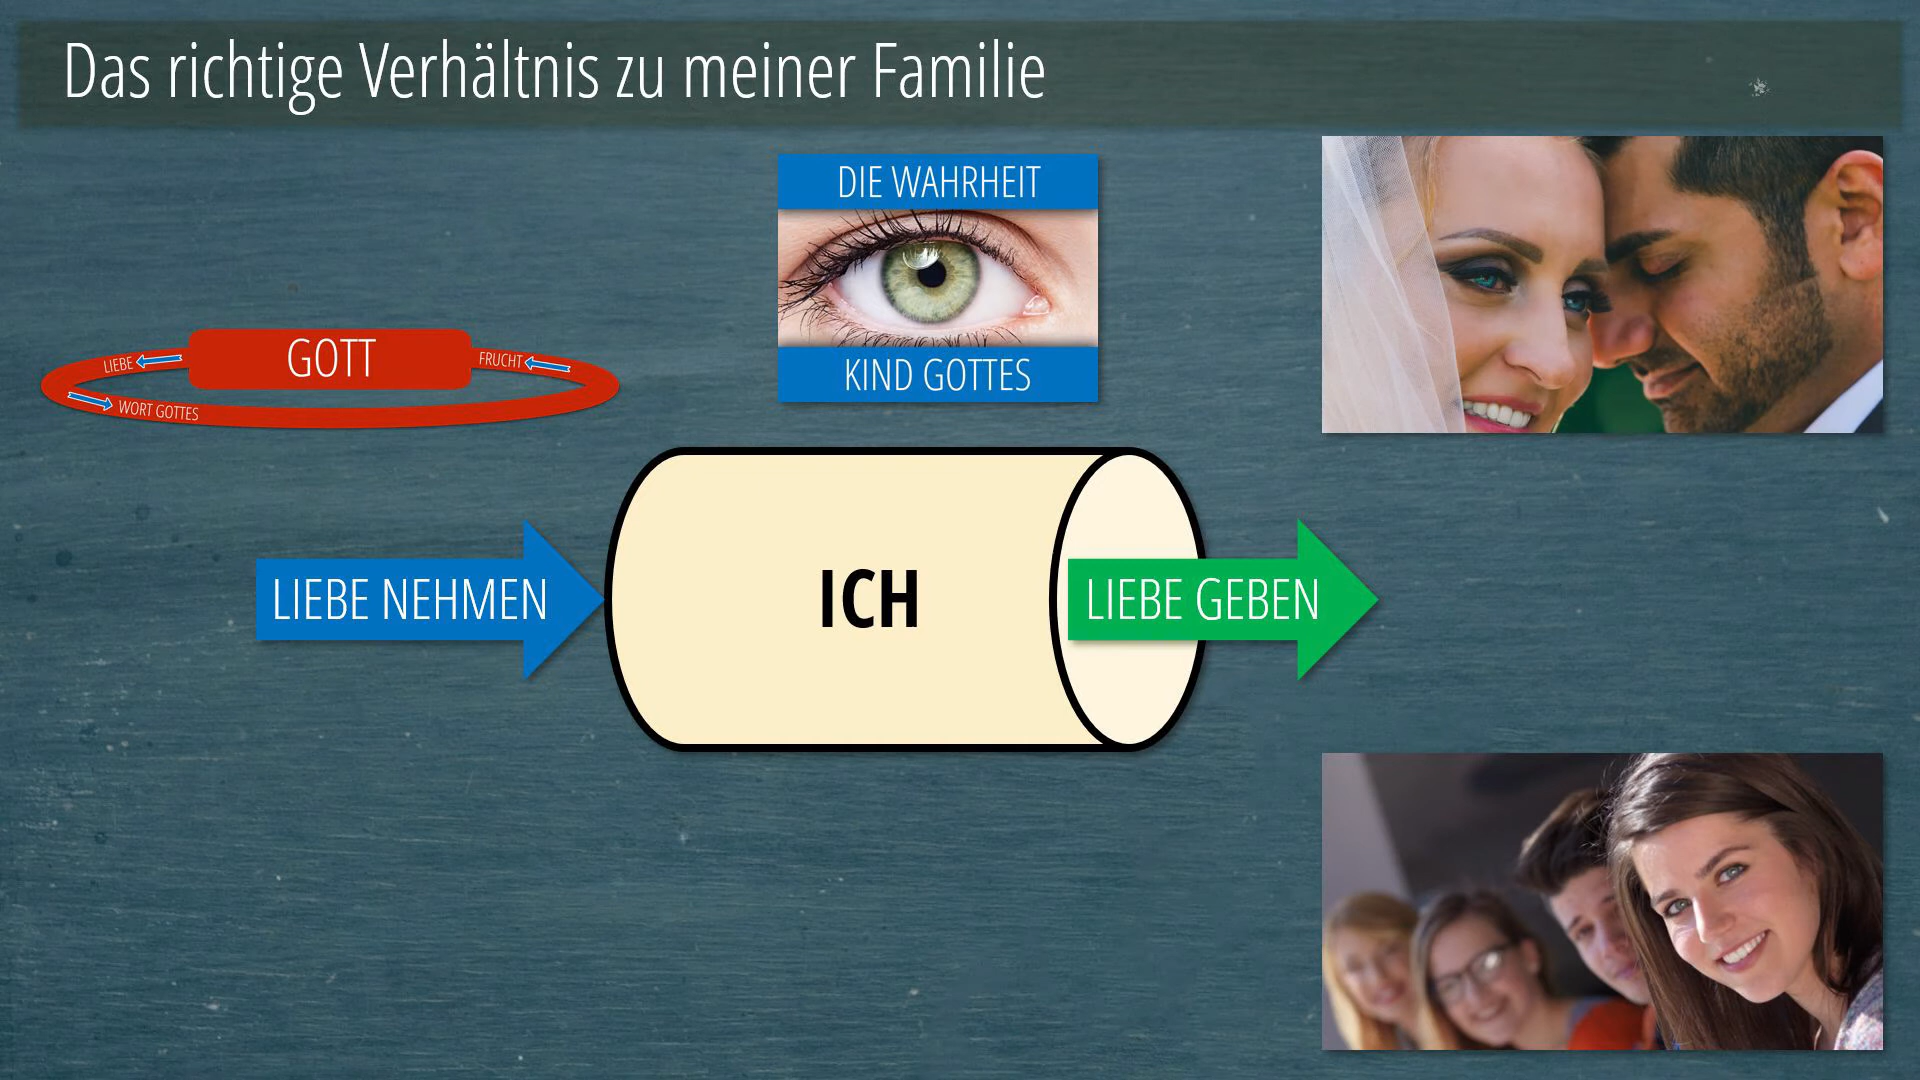 Das richtige Verhältnis zu meiner Familie
DIE WAHRHEIT
KIND GOTTES
GOTT
LIEBE
FRUCHT
WORT GOTTES
LIEBE NEHMEN
ICH
LIEBE GEBEN